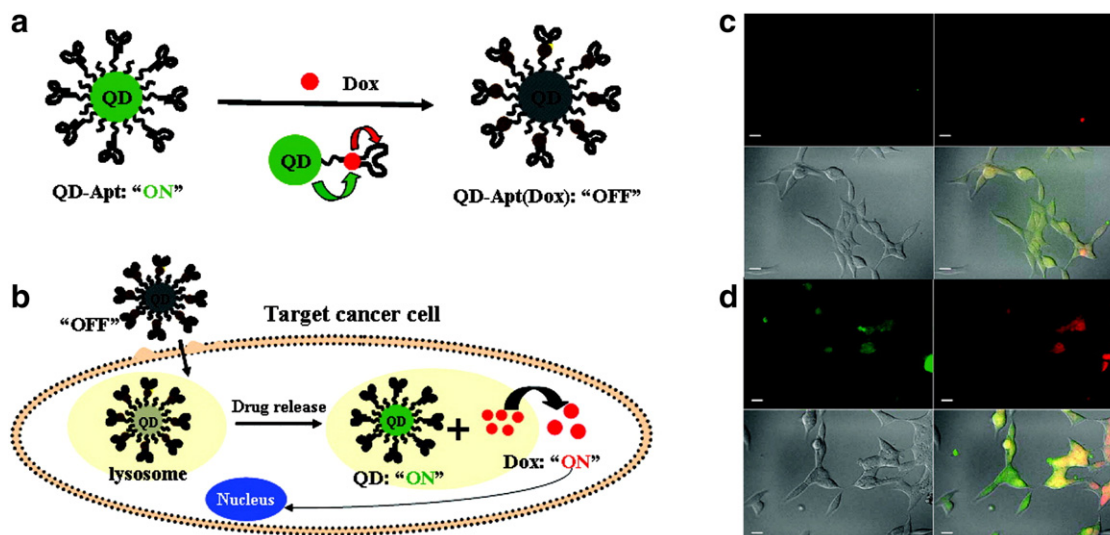 a
QD
Dox
QD
QD
QD-Apt: “ON”
QD-Apt(Dox): “OFF”
b
QD
“OFF”
Target cancer cell
QD
Drug release
QD
+
lysosome
QD: “ON”
Dox: “ON”
Nucleus
c
d